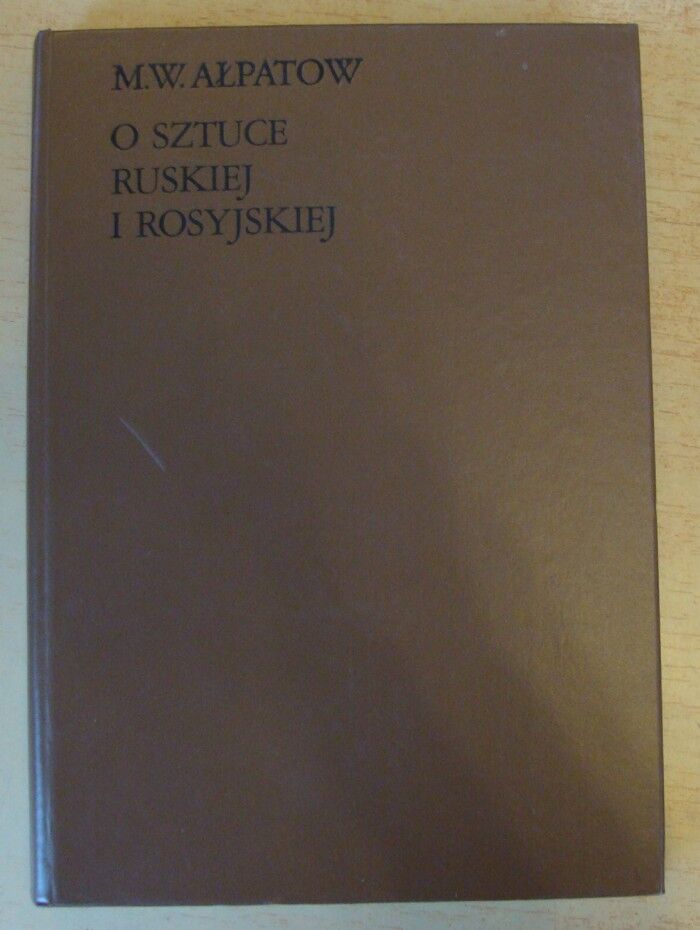 M.W. AŁPATOW
O SZTUCE
RUSKIEJ
I ROSYJSKIEJ